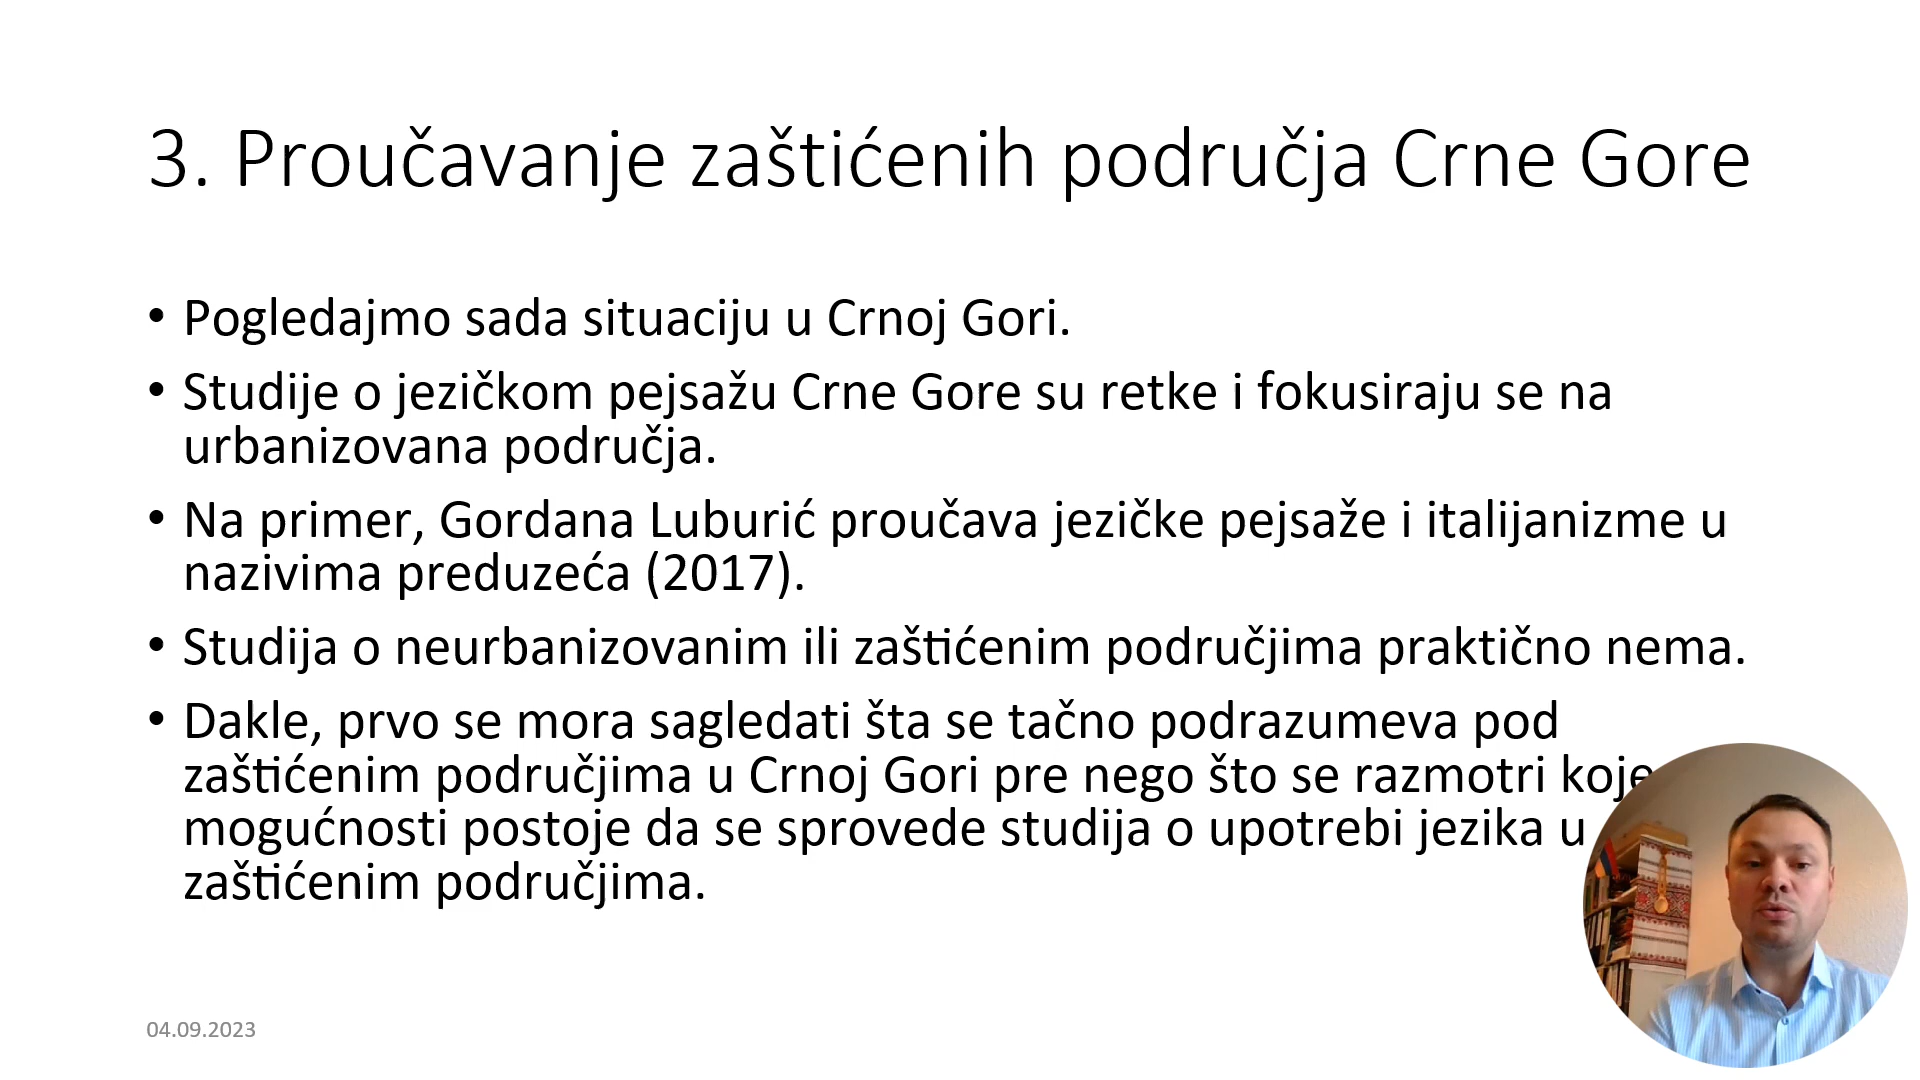 3. Proučavanje zaštićenih područja Crne Gore
• Pogledajmo sada situaciju u Crnoj Gori.
• Studije o jezičkom pejsažu Crne Gore su retke i fokusiraju se na
urbanizovana područja.
• Na primer, Gordana Luburić proučava jezičke pejsaže i italijanizme u
nazivima preduzeća (2017).
• Studija o neurbanizovanim ili zaštićenim područjima praktično nema.
• Dakle, prvo se mora sagledati šta se tačno podrazumeva pod
zaštićenim područjima u Crnoj Gori pre nego što se razmotri koje
mogućnosti postoje da se sprovede studija o upotrebi jezika u
zaštićenim područjima.
04.09.2023